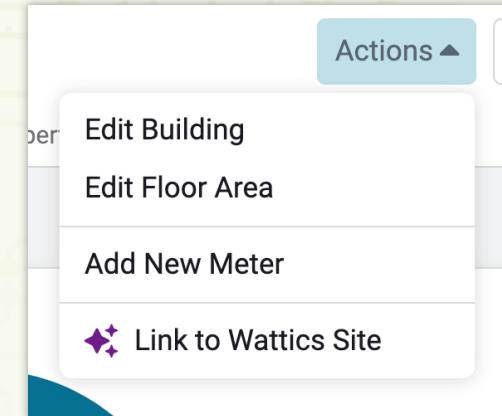 Actions
Edit Building
Edit Floor Area
Add New Meter
Link to Wattics Site